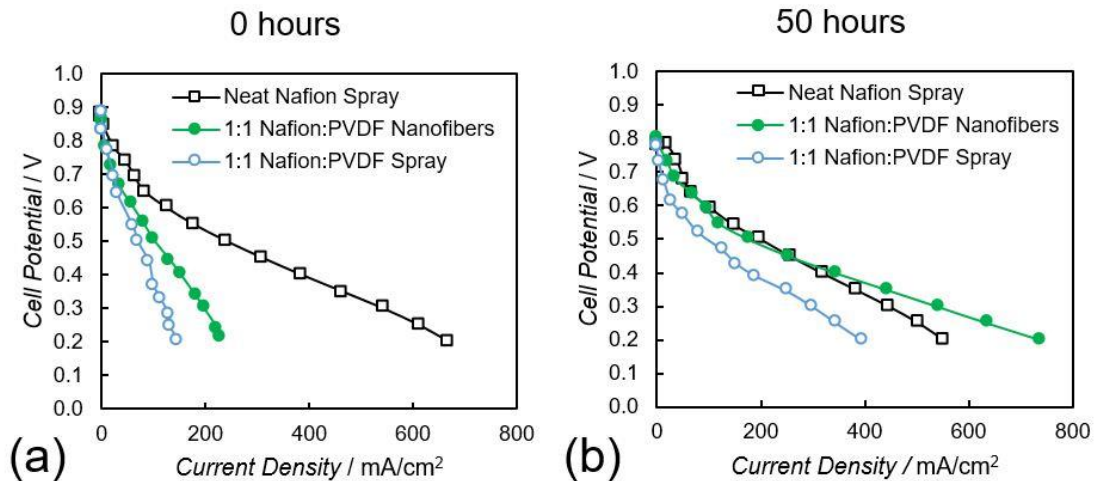 0 hours
1.0
0.9
0.8
0.7
0.6
0.5
0.4
0.3
0.2
0.1
0.0
Cell Potential / V
Neat Nafion Spray
1:1 Nafion:PVDF Nanofibers
1:1 Nafion:PVDF Spray
0 200 400 600 800
(a) Current Density / mA/cm²
50 hours
1.0
0.9
0.8
0.7
0.6
0.5
0.4
0.3
0.2
0.1
0.0
Cell Potential / V
Neat Nafion Spray
1:1 Nafion:PVDF Nanofibers
1:1 Nafion:PVDF Spray
0 200 400 600 800
(b) Current Density / mA/cm²